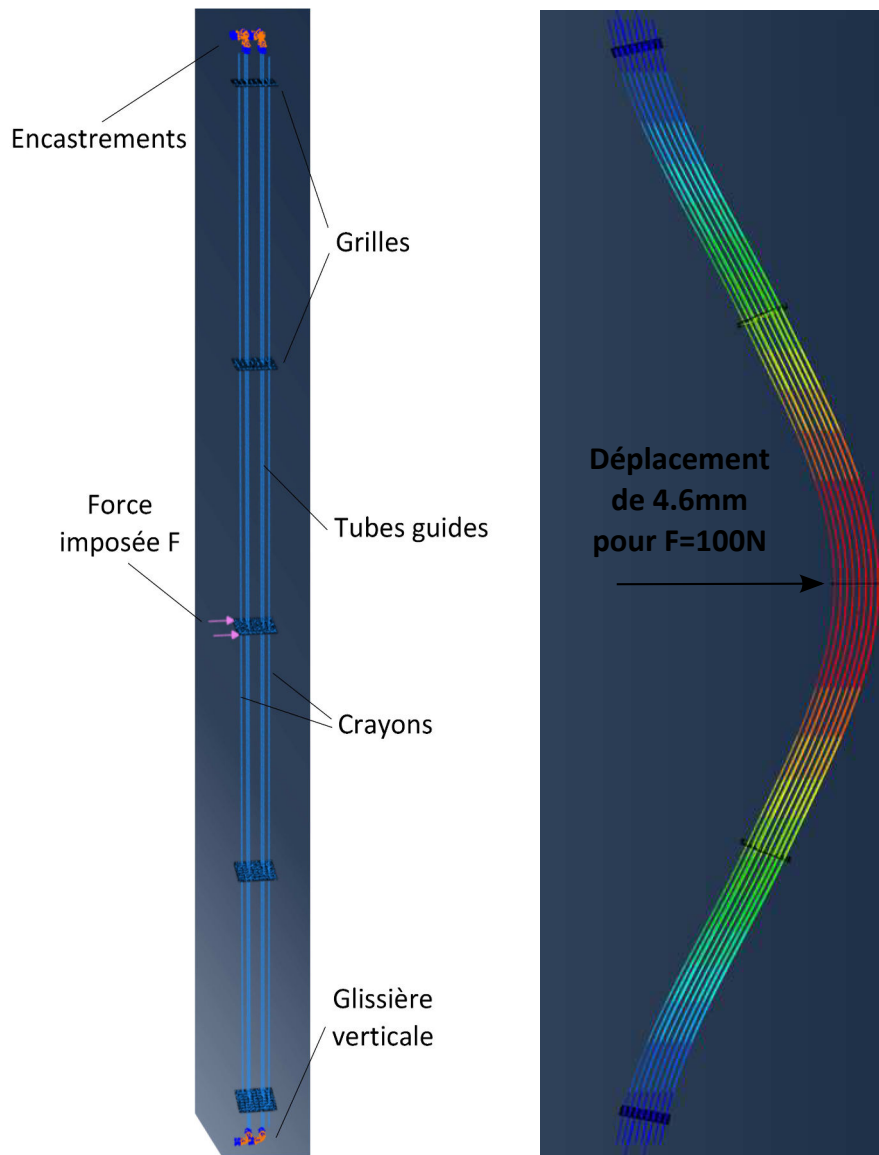 Encastrements
Grilles
Force
imposée F
Tubes guides
Crayons
Glissière
verticale
Déplacement
de 4.6mm
pour F=100N